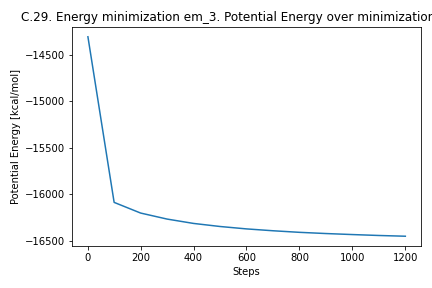 C.29. Energy minimization em_3. Potential Energy over minimization
Potential Energy [kcal/mol]
−14500
−15000
−15500
−16000
−16500
0 200 400 600 800 1000 1200
Steps